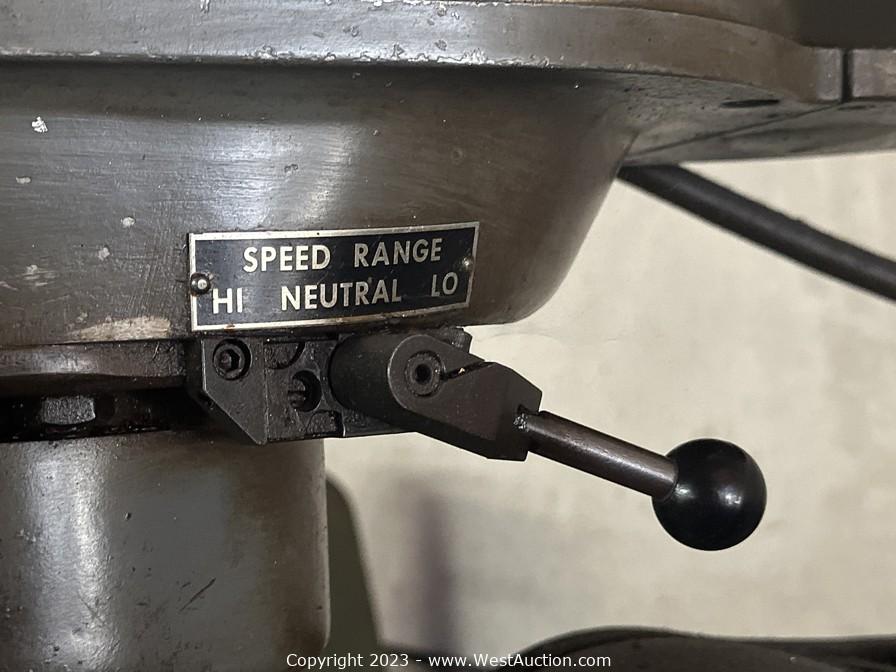 SPEED RANGE
HI NEUTRAL LO
Copyright 2023 - www.WestAuction.com